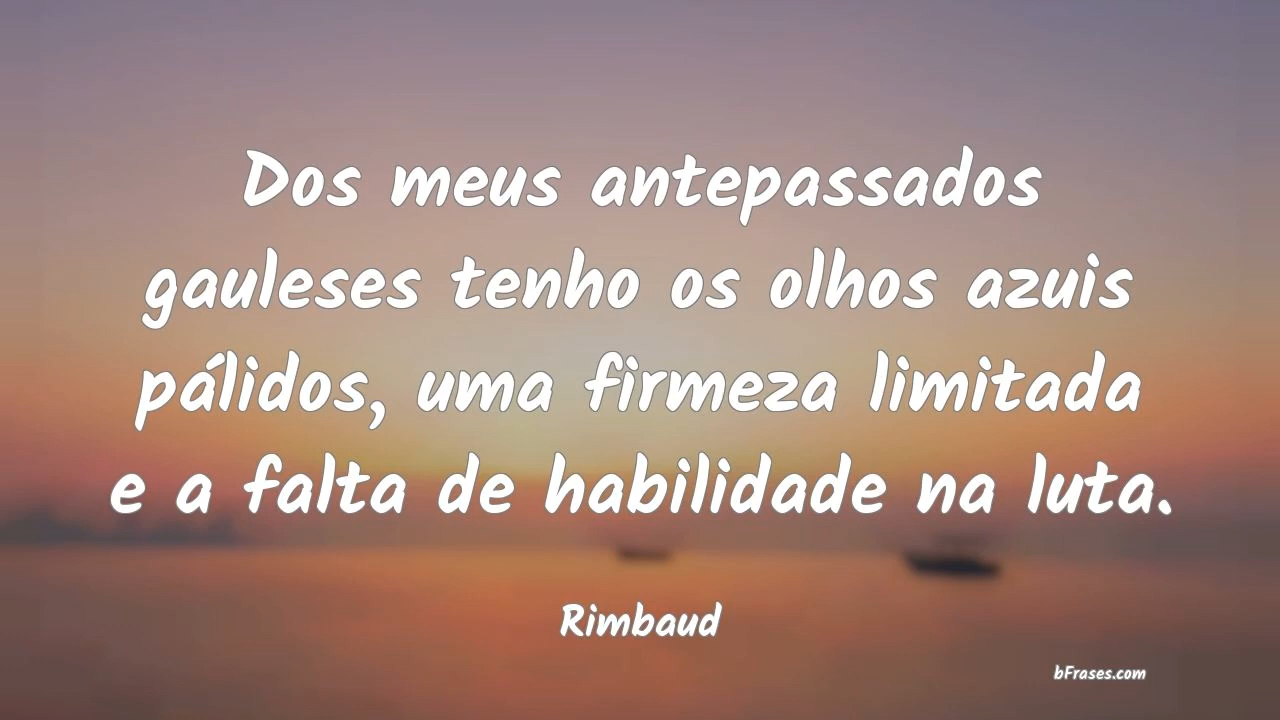 Dos meus antepassados
gauleses tenho os olhos azuis
pálidos, uma firmeza limitada
e a falta de habilidade na luta.
Rimbaud
bFrases.com